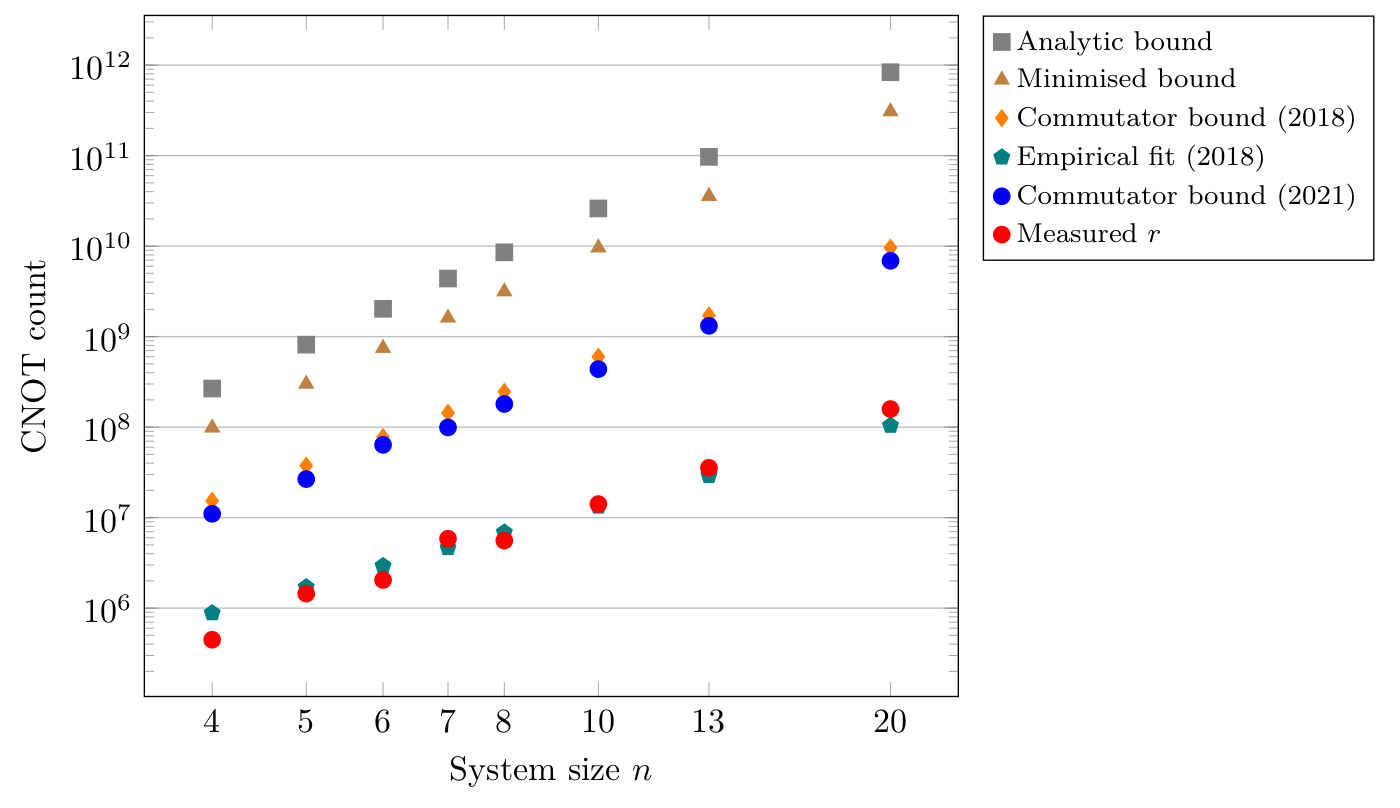 10^12
10^11
10^10
10^9
10^8
10^7
10^6
CNOT count
4 5 6 7 8 10 13 20
System size n
Analytic bound
Minimised bound
Commutator bound (2018)
Empirical fit (2018)
Commutator bound (2021)
Measured r